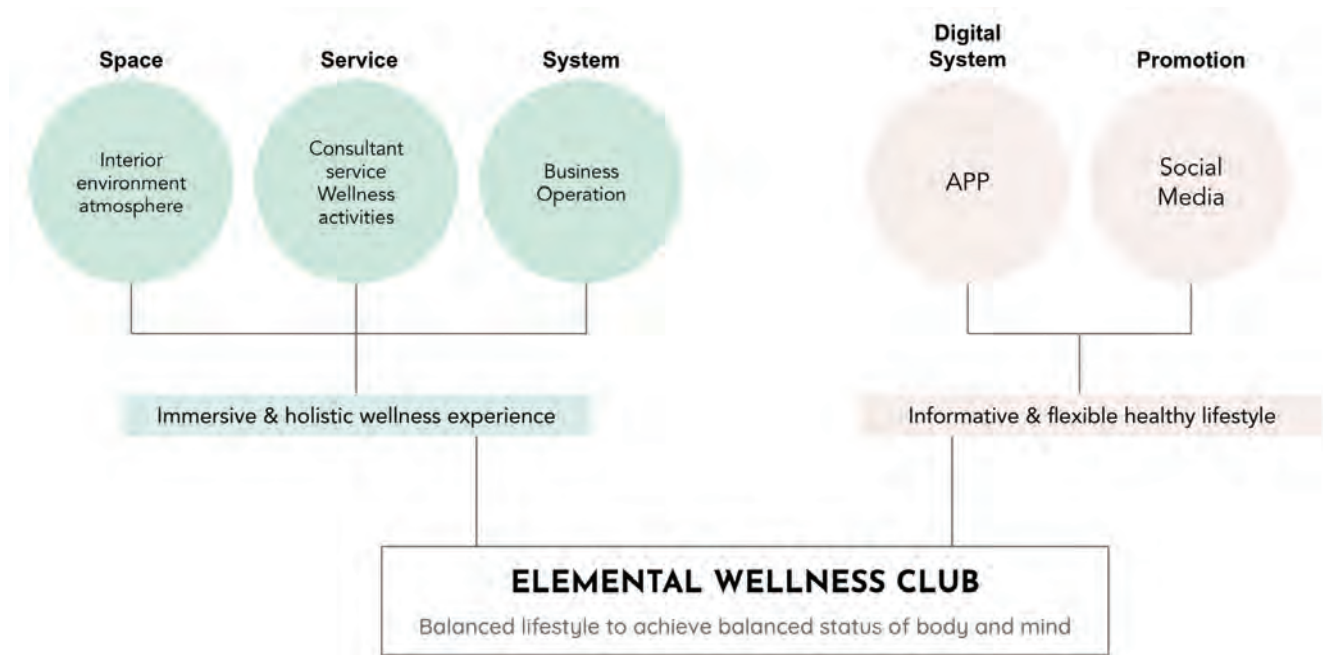 Space
Service
System
Digital
System
Promotion
Interior
environment
atmosphere
Consultant
service
Wellness
activities
Business
Operation
APP
Social
Media
Immersive & holistic wellness experience
Informative & flexible healthy lifestyle
ELEMENTAL WELLNESS CLUB
Balanced lifestyle to achieve balanced status of body and mind